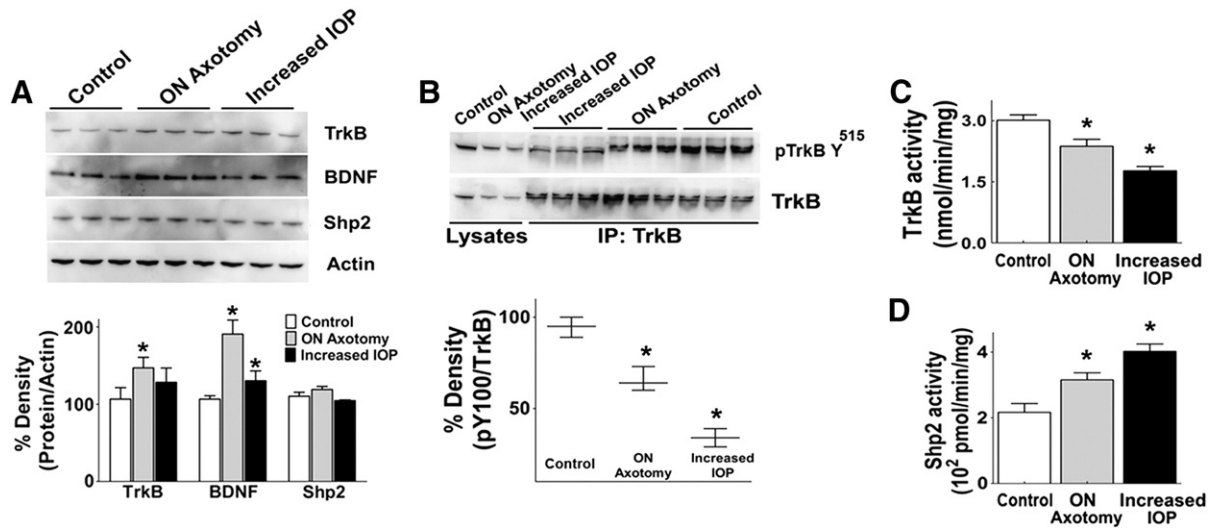 A
Control
ON Axotomy
Increased IOP
TrkB
BDNF
Shp2
Actin
% Density
(Protein/Actin)
200
100
0
*
*
*
Control
ON Axotomy
Increased IOP
TrkB BDNF Shp2
B
Control
ON Axotomy
Increased IOP
Increased IOP
ON Axotomy
Control
pTrkB Y515
TrkB
Lysates IP: TrkB
% Density
(pY100/TrkB)
100
50
*
*
Control
ON
Axotomy
Increased
IOP
C
TrkB activity
(nmol/min/mg)
3.0
1.5
0.0
*
*
Control
ON
Axotomy
Increased
IOP
D
Shp2 activity
(102 pmol/min/mg)
4
2
0
*
*
Control
ON
Axotomy
Increased
IOP